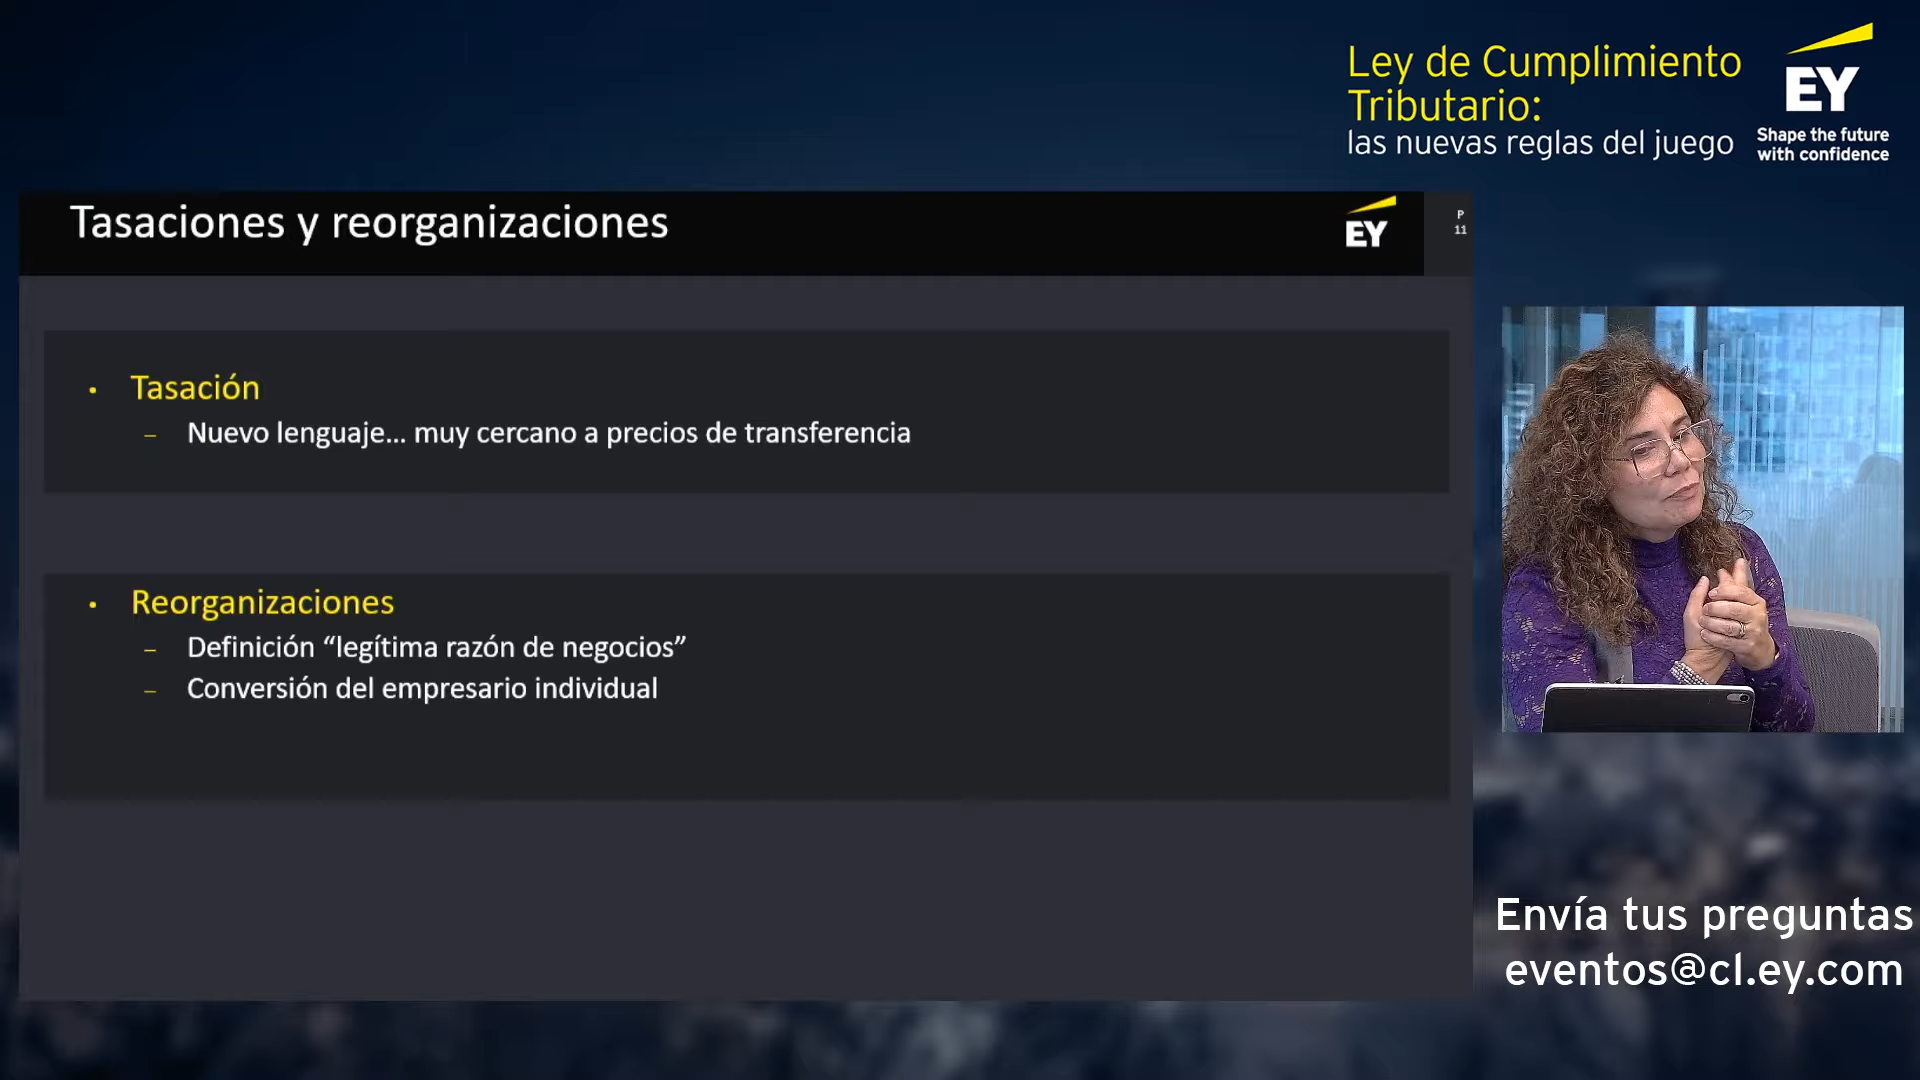 Ley de Cumplimiento
Tributario:
las nuevas reglas del juego
EY
Shape the future
with confidence
Tasaciones y reorganizaciones
EY
P
11
• Tasación
– Nuevo lenguaje... muy cercano a precios de transferencia
• Reorganizaciones
– Definición “legítima razón de negocios”
– Conversión del empresario individual
Envía tus preguntas
eventos@cl.ey.com